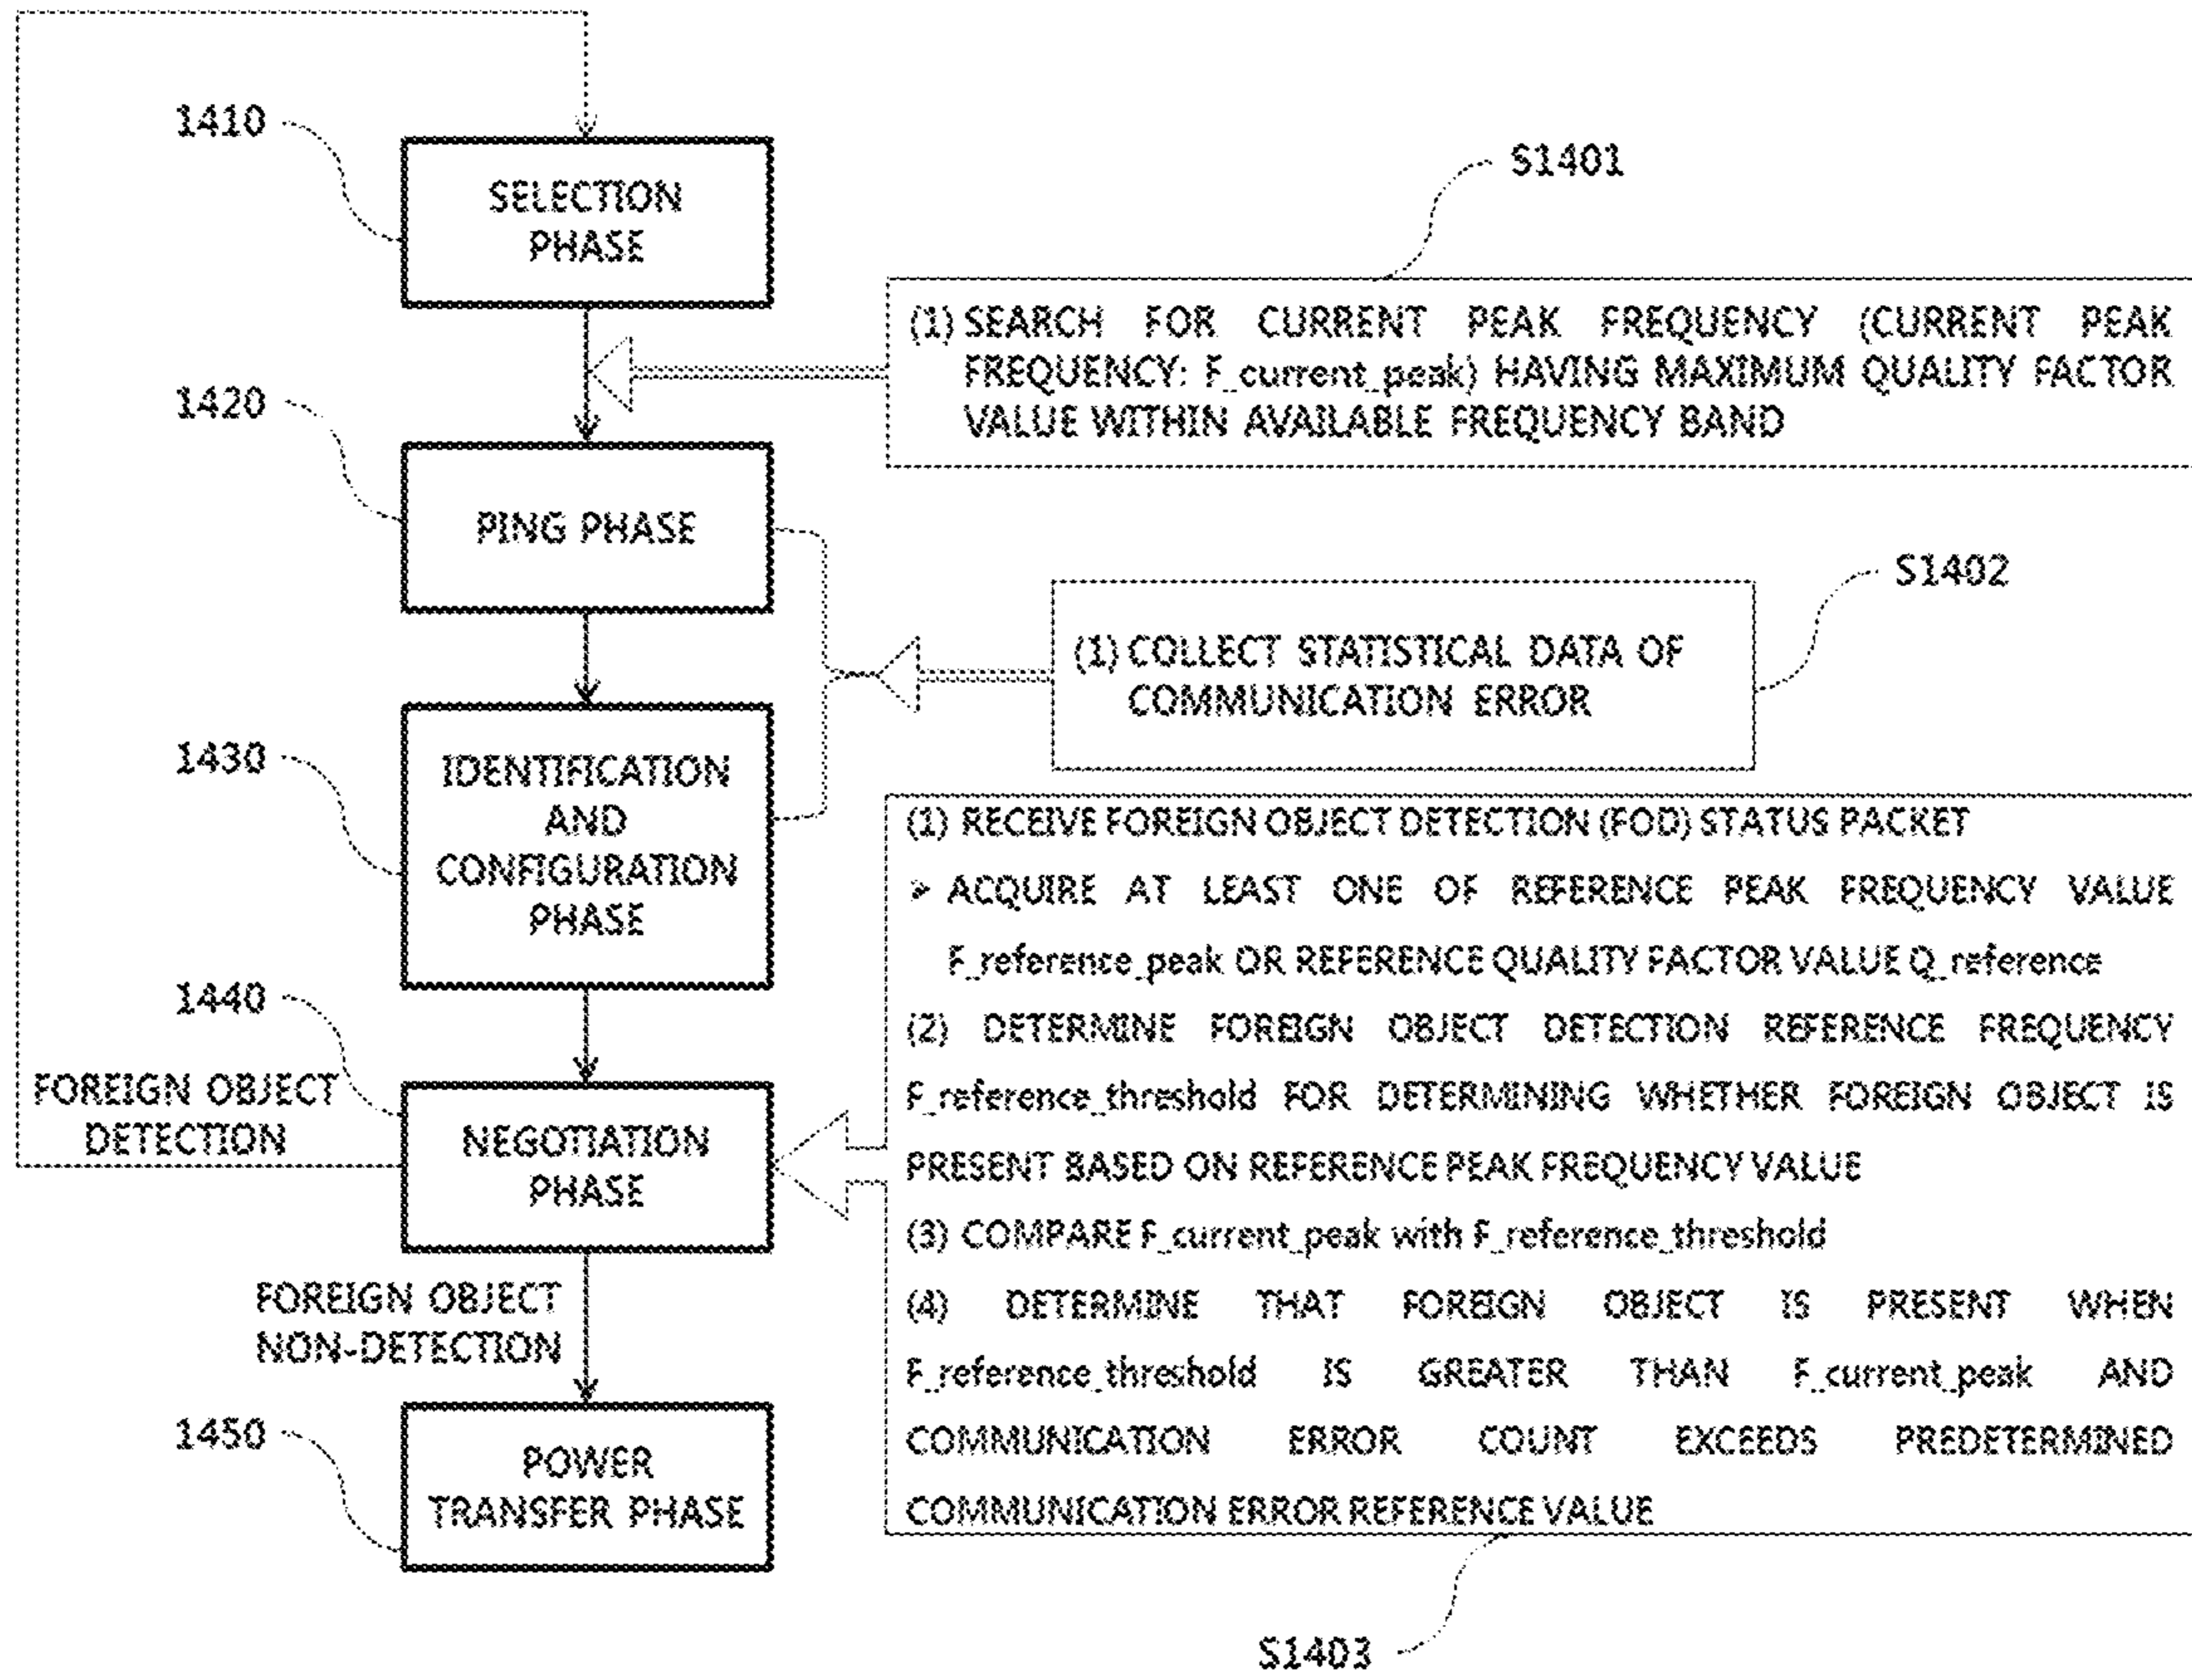 1410
SELECTION
PHASE
S1401
(1) SEARCH FOR CURRENT PEAK FREQUENCY (CURRENT PEAK
FREQUENCY: F_current_peak) HAVING MAXIMUM QUALITY FACTOR
VALUE WITHIN AVAILABLE FREQUENCY BAND
1420
PING PHASE
S1402
(1) COLLECT STATISTICAL DATA OF
COMMUNICATION ERROR
1430
IDENTIFICATION
AND
CONFIGURATION
PHASE
1440
FOREIGN OBJECT
DETECTION
NEGOTIATION
PHASE
(1) RECEIVE FOREIGN OBJECT DETECTION (FOD) STATUS PACKET
➤ ACQUIRE AT LEAST ONE OF REFERENCE PEAK FREQUENCY VALUE
F_reference_peak OR REFERENCE QUALITY FACTOR VALUE Q_reference
(2) DETERMINE FOREIGN OBJECT DETECTION REFERENCE FREQUENCY
F_reference_threshold FOR DETERMINING WHETHER FOREIGN OBJECT IS
PRESENT BASED ON REFERENCE PEAK FREQUENCY VALUE
(3) COMPARE F_current_peak with F_reference_threshold
(4) DETERMINE THAT FOREIGN OBJECT IS PRESENT WHEN
F_reference_threshold IS GREATER THAN F_current_peak AND
COMMUNICATION ERROR COUNT EXCEEDS PREDETERMINED
COMMUNICATION ERROR REFERENCE VALUE
FOREIGN OBJECT
NON-DETECTION
1450
POWER
TRANSFER PHASE
S1403